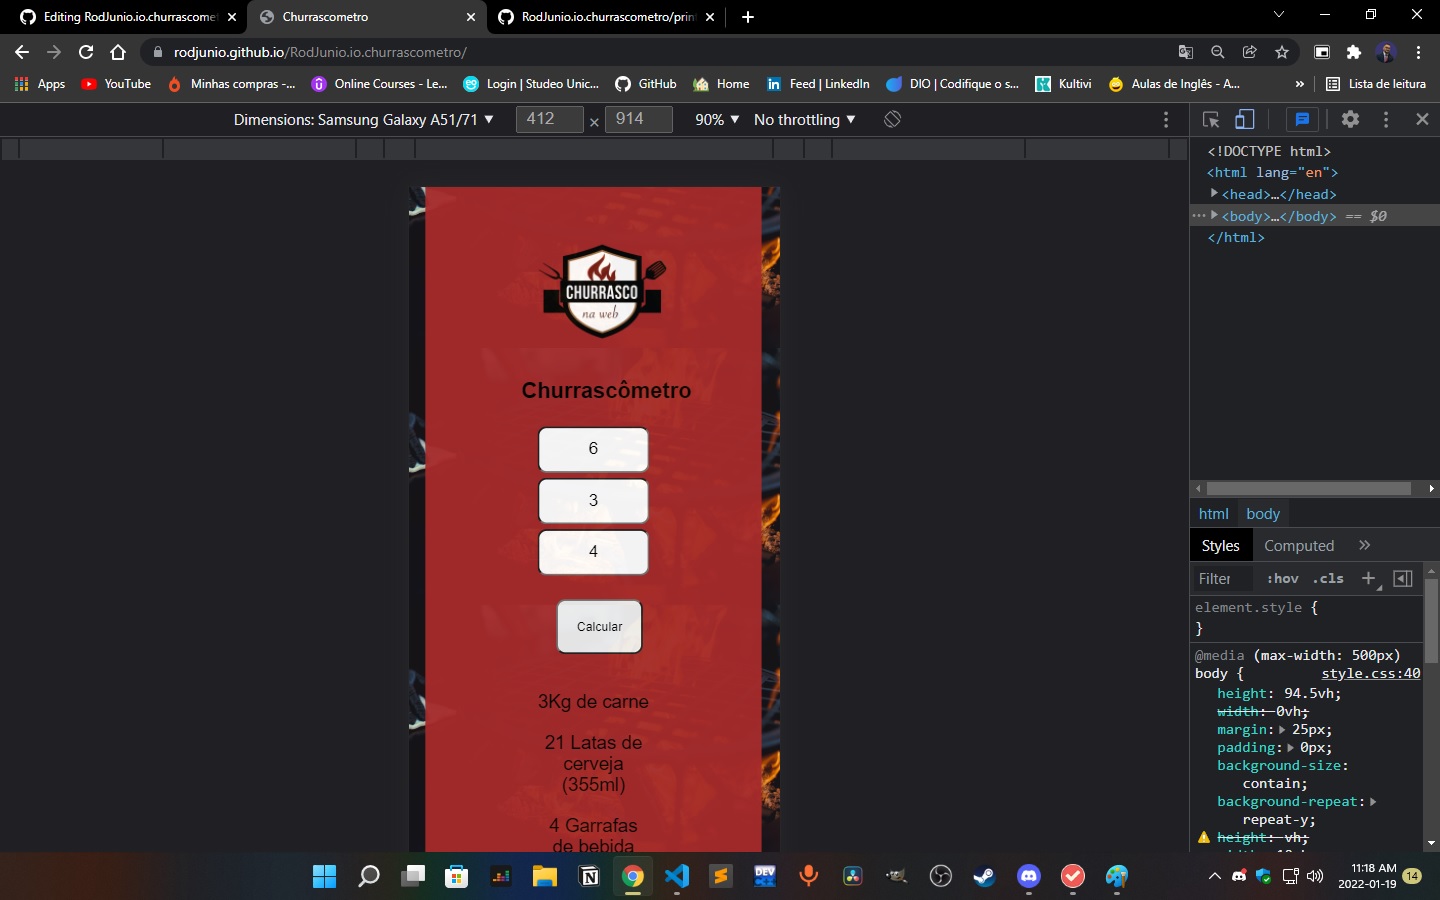 Editing RodJunio.io.churrascomet
Churrascometro
RodJunio.io.churrascometro/prin
rodjunio.github.io/RodJunio.io.churrascometro/
Apps
YouTube
Minhas compras -...
Online Courses - Le...
Login | Studeo Unic...
GitHub
Home
Feed | LinkedIn
DIO | Codifique o s...
Kultivi
Aulas de Inglês - A...
»
Lista de leitura
Dimensions: Samsung Galaxy A51/71 ▼ 412 × 914 90% ▼ No throttling ▼
<!DOCTYPE html>
<html lang="en">
<head>…</head>
<body>…</body> == $0
</html>
CHURRASCO
na web
Churrascômetro
6
3
4
Calcular
3Kg de carne
21 Latas de
cerveja
(355ml)
4 Garrafas
de bebida
html body
Styles Computed »
Filter :hov .cls +
element.style {
}
@media (max-width: 500px)
body { style.css:40
height: 94.5vh;
width: 0vh;
margin: 25px;
padding: 0px;
background-size:
contain;
background-repeat:
repeat-y;
height: vh;
DEV
11:18 AM
2022-01-19
14